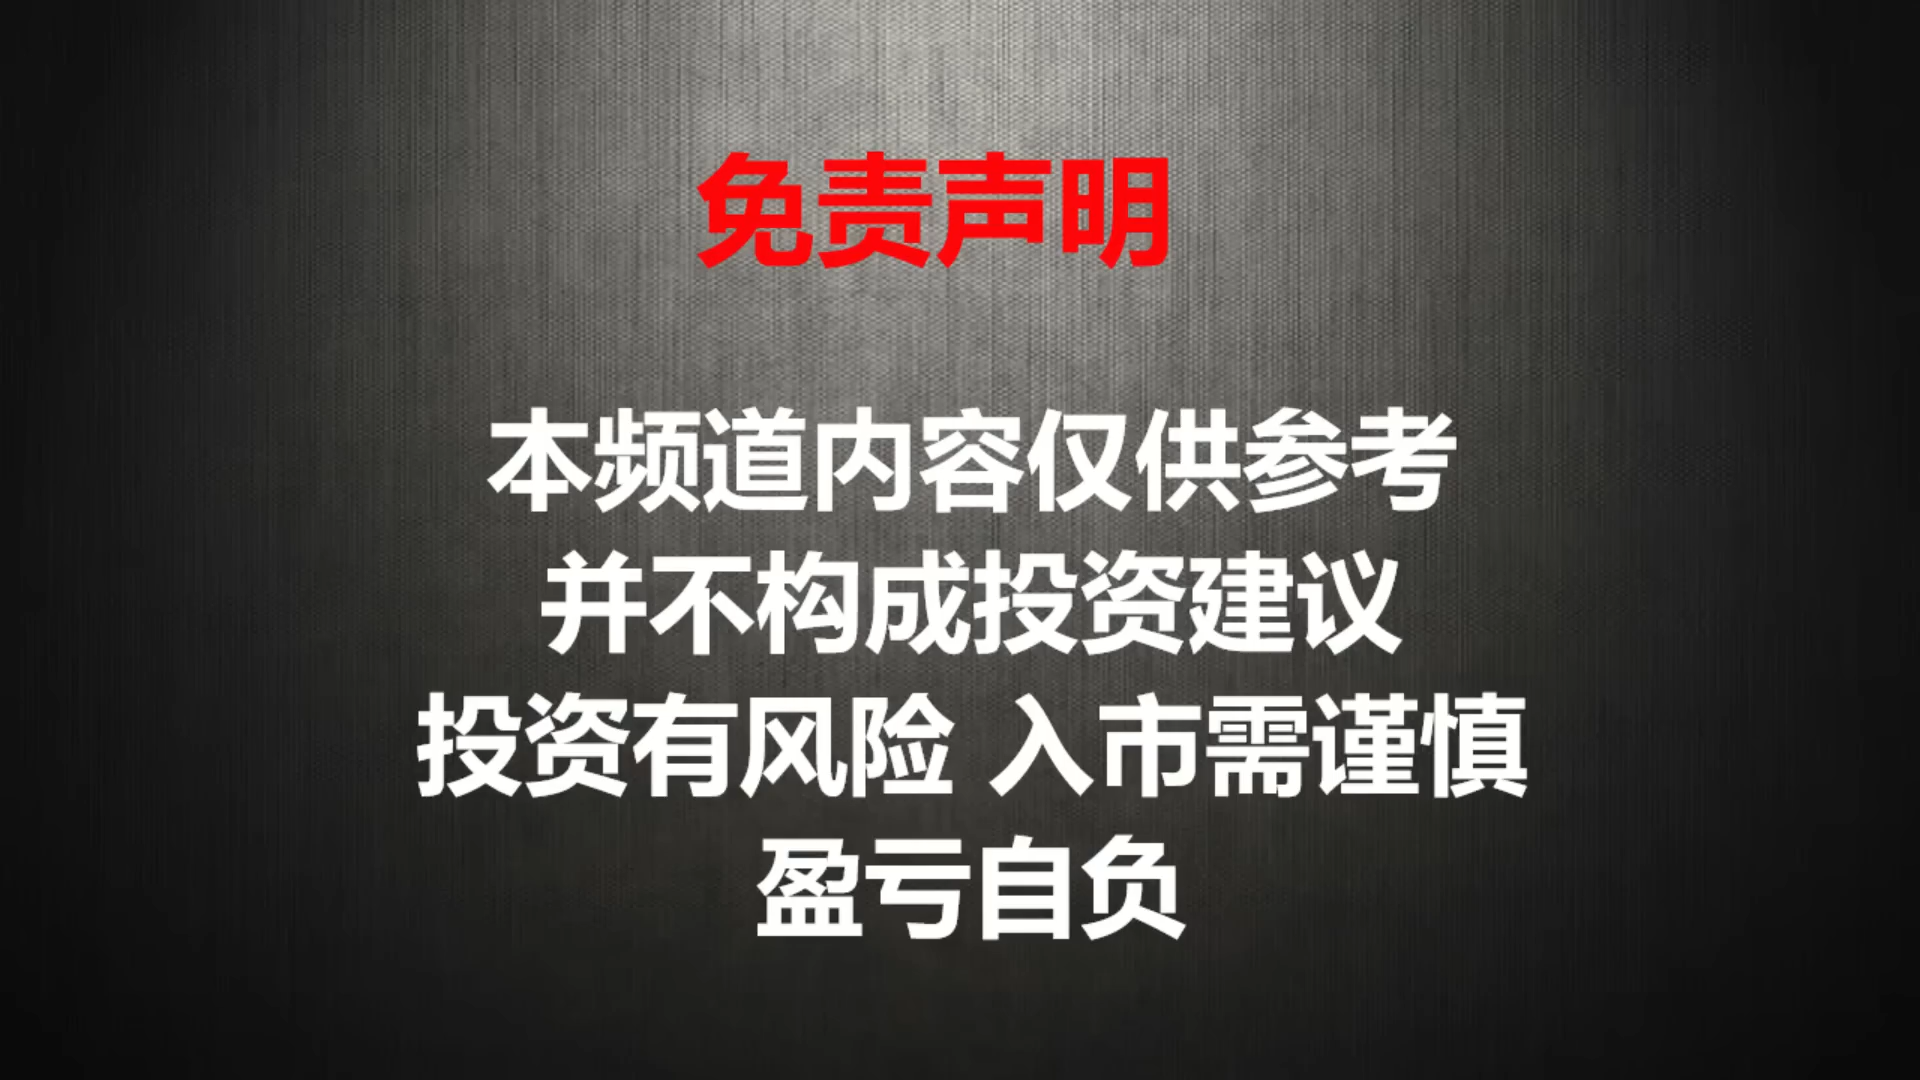 免责声明
本频道内容仅供参考
并不构成投资建议
投资有风险 入市需谨慎
盈亏自负